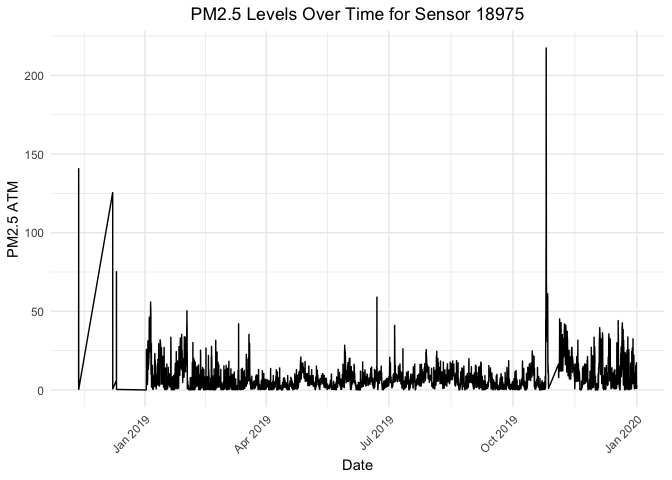 PM2.5 Levels Over Time for Sensor 18975
PM2.5 ATM
200
150
100
50
0
Jan 2019
Apr 2019
Jul 2019
Oct 2019
Jan 2020
Date